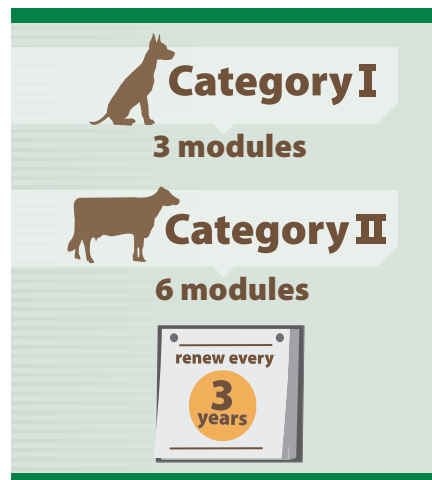 Category I
3 modules
Category II
6 modules
renew every
3
years